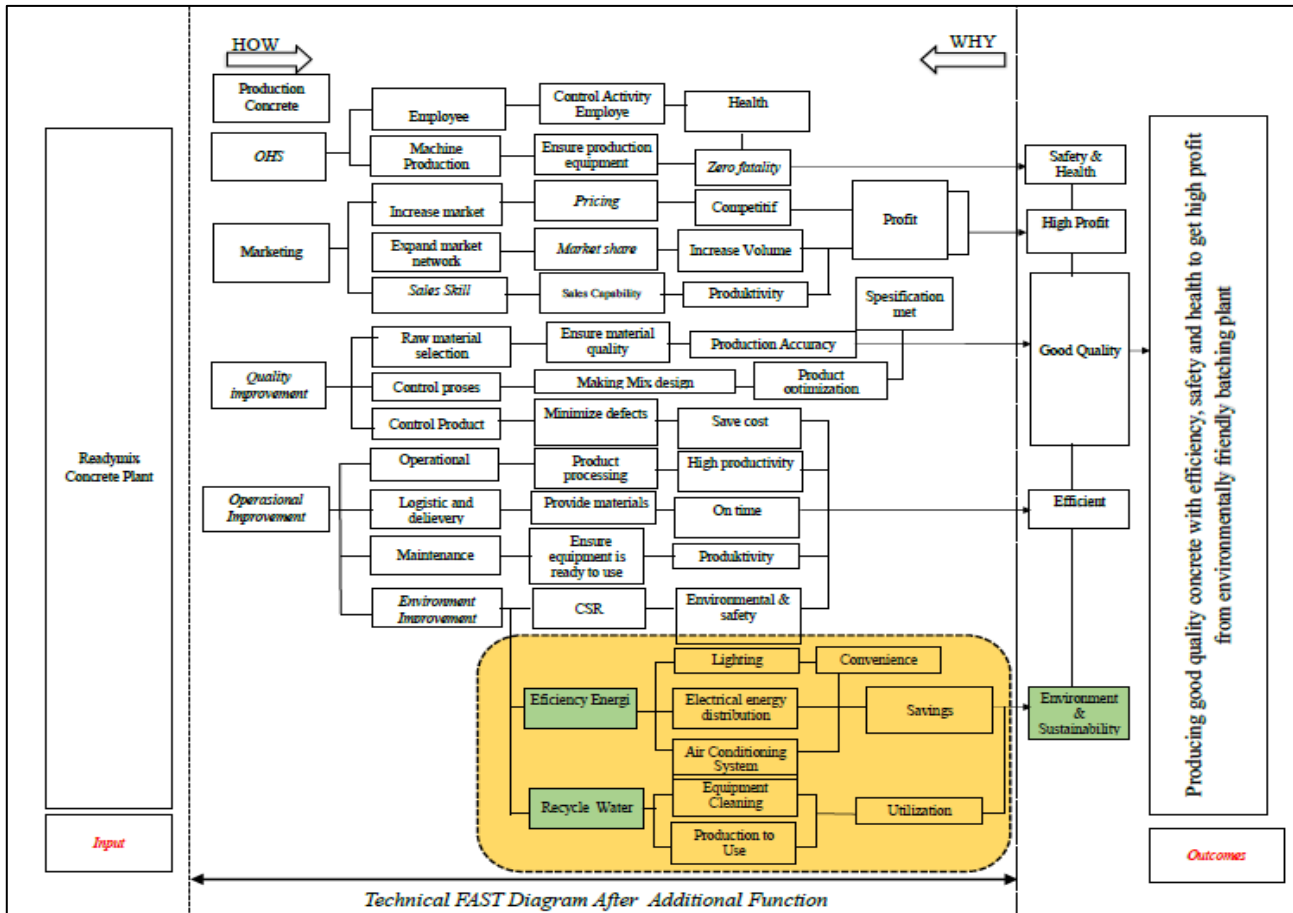 HOW
WHY
Production
Concrete
Employee
Control Activity
Employe
Health
OHS
Machine
Production
Ensure production
equipment
Zero fatality
Safety &
Health
Marketing
Increase market
Pricing
Competitif
Profit
High Profit
Expand market
network
Market share
Increase Volume
Sales Skill
Sales Capability
Produktivity
Spesification
met
Quality
improvement
Raw material
selection
Ensure material
quality
Production Accuracy
Good Quality
Control proses
Making Mix design
Product
optimization
Control Product
Minimize defects
Save cost
Readymix
Concrete Plant
Operasional
Improvement
Operational
Product
processing
High productivity
Logistic and
delievery
Provide materials
On time
Efficient
Maintenance
Ensure
equipment is
ready to use
Produktivity
Environment
Improvement
CSR
Environmental &
safety
Eficiency Energi
Lighting
Convenience
Electrical energy
distribution
Savings
Environment
&
Sustainability
Air Conditioning
System
Recycle Water
Equipment
Cleaning
Utilization
Production to
Use
Producing good quality concrete with efficiency, safety and health to get high profit
from environmentally friendly batching plant
Input
Outcomes
Technical FAST Diagram After Additional Function